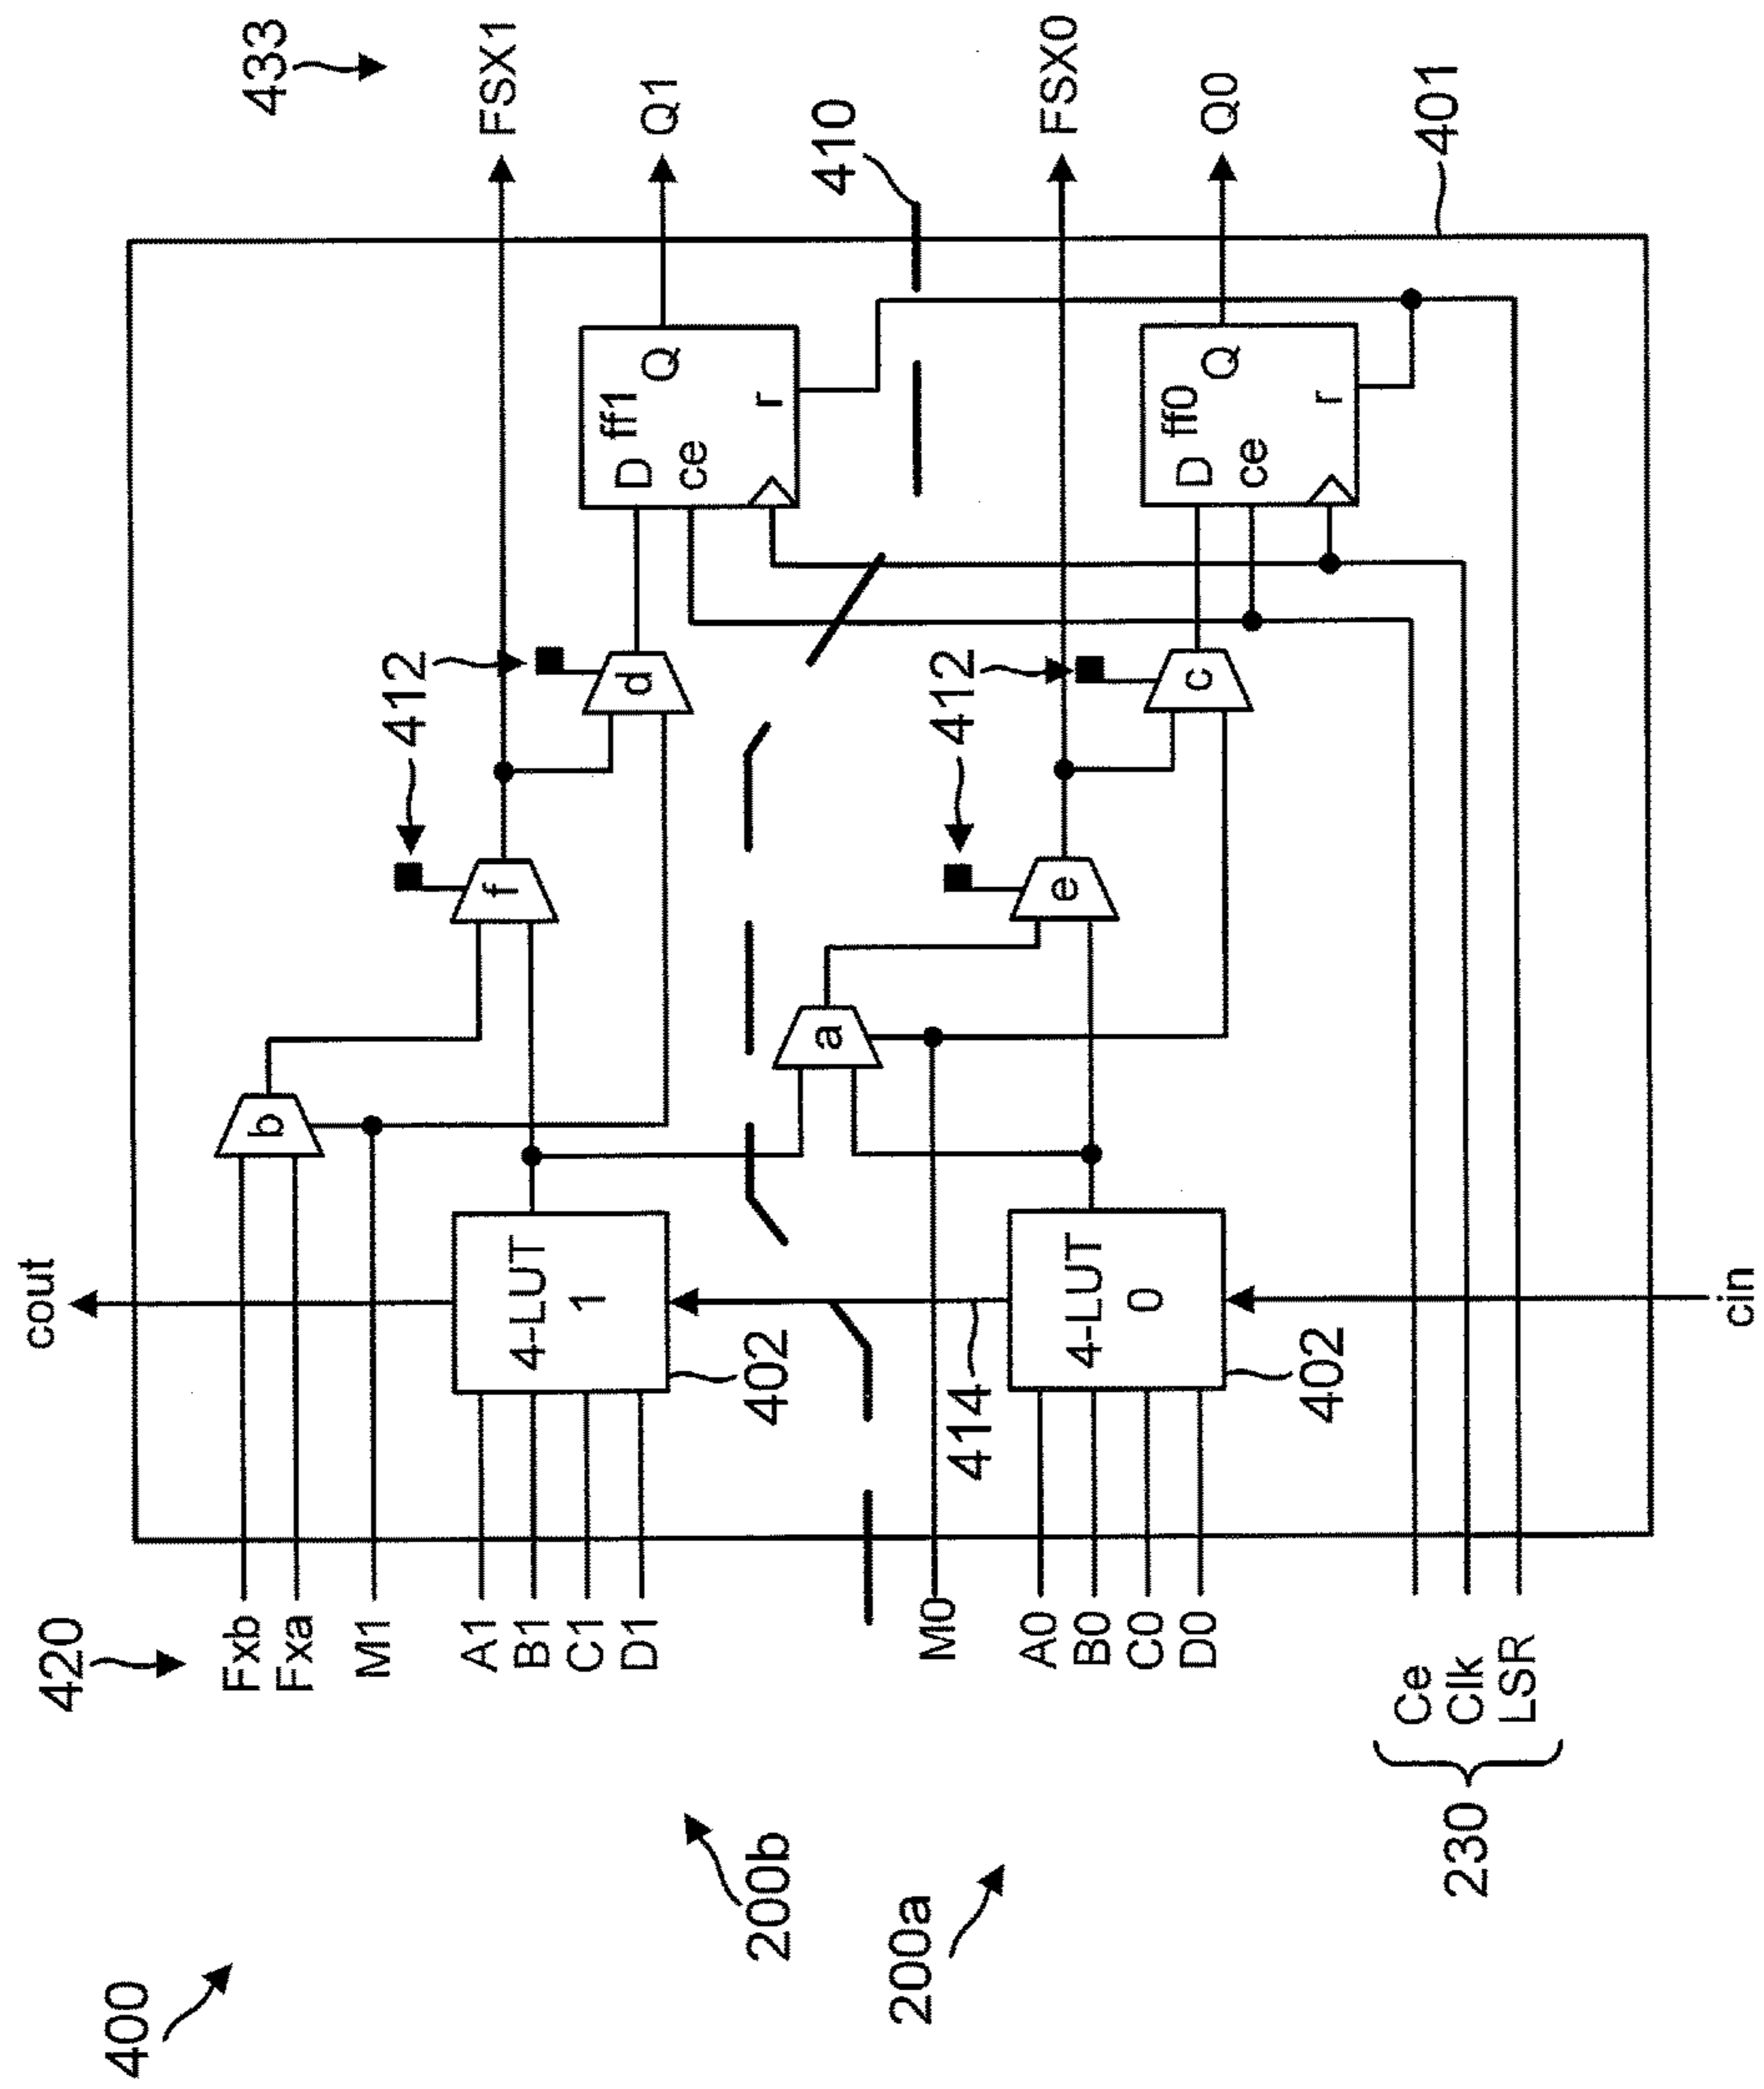 400
420
433
cout
Fxb
Fxa
M1
A1
B1
C1
D1
b
4-LUT
1
402
f
412
412
d
D
ff1
Q
ce
r
FSX1
Q1
200b
410
200a
M0
A0
B0
C0
D0
a
414
4-LUT
0
402
e
412
c
D
ff0
Q
ce
r
FSX0
Q0
230
Ce
Clk
LSR
cin
401